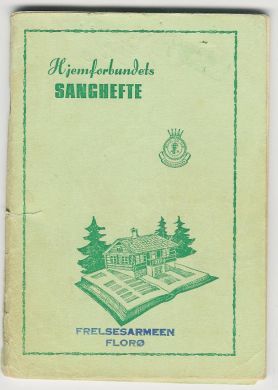 Hjemforbundets
SANGHEFTE
FRELSESARMEEN
FLORØ